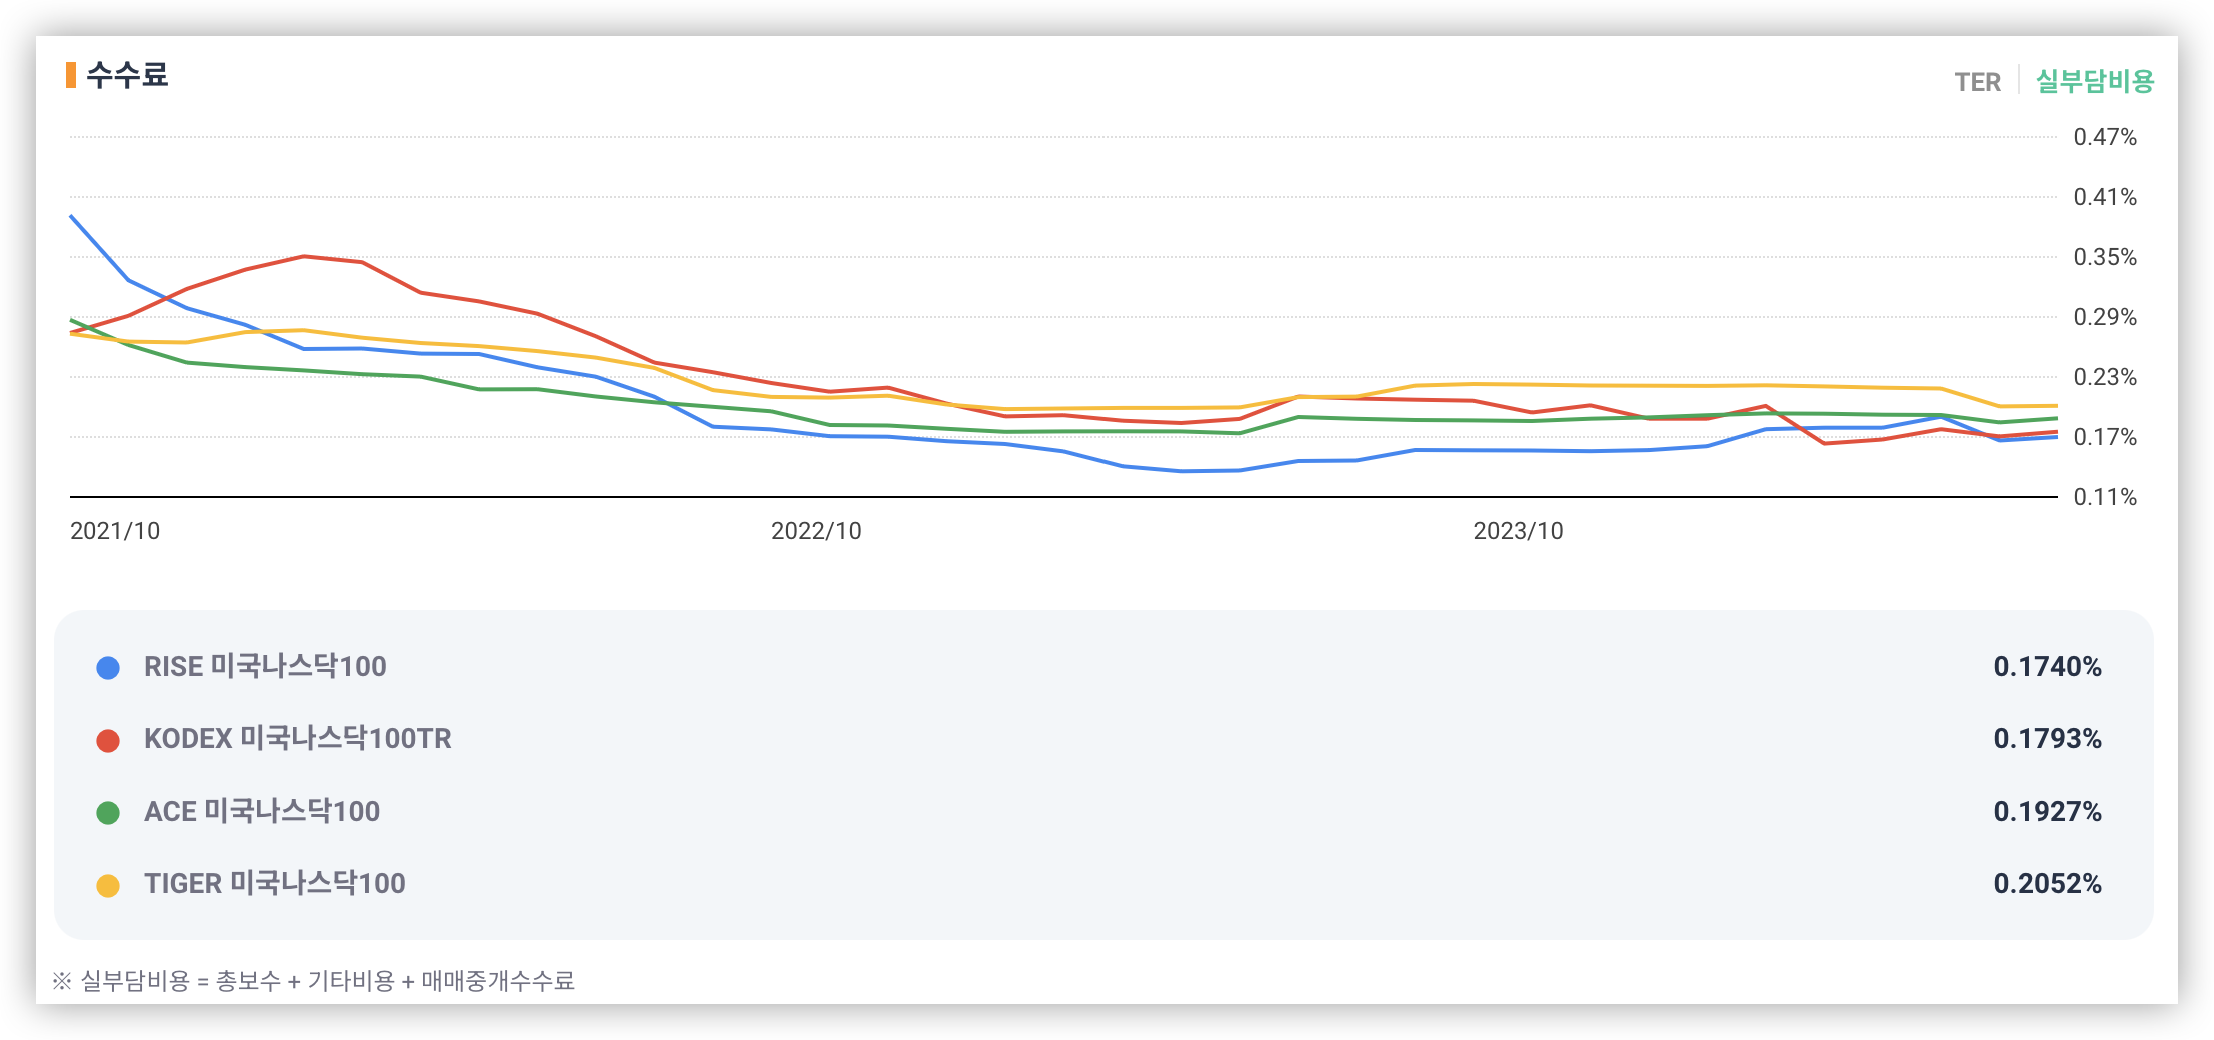 수수료
TER 실부담비용
0.47%
0.41%
0.35%
0.29%
0.23%
0.17%
0.11%
2021/10 2022/10 2023/10
RISE 미국나스닥100 0.1740%
KODEX 미국나스닥100TR 0.1793%
ACE 미국나스닥100 0.1927%
TIGER 미국나스닥100 0.2052%
※ 실부담비용 = 총보수 + 기타비용 + 매매중개수수료